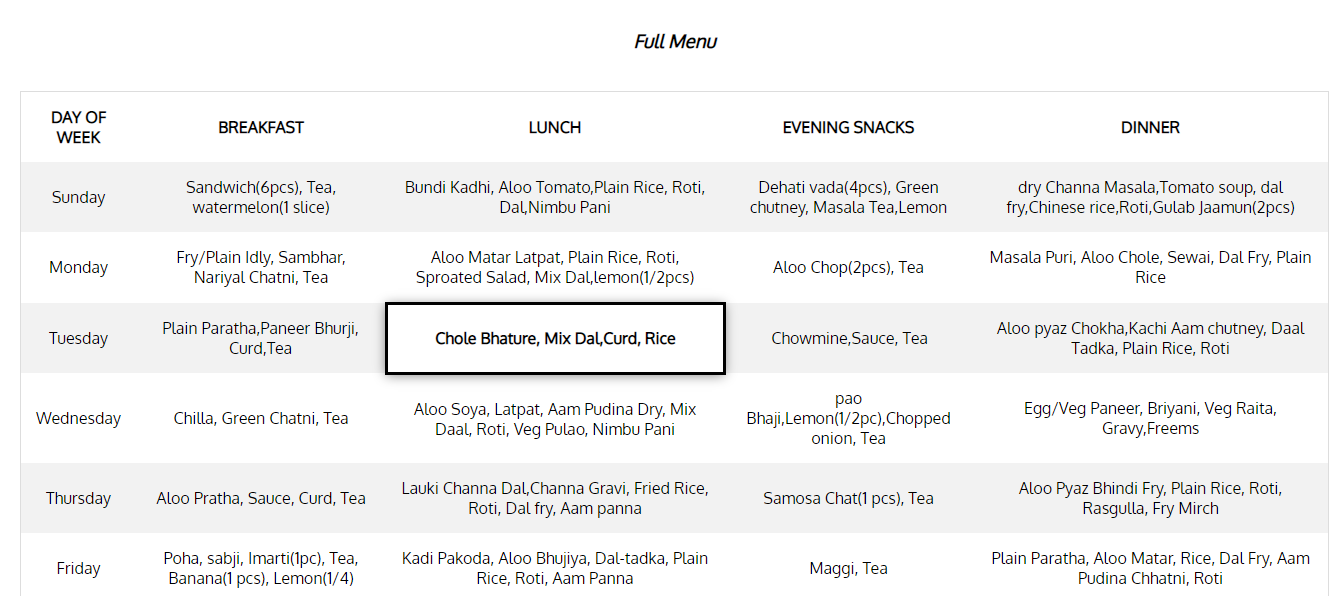 Full Menu
DAY OF
WEEK
BREAKFAST
LUNCH
EVENING SNACKS
DINNER
Sunday
Sandwich(6pcs), Tea,
watermelon(1 slice)
Bundi Kadhi, Aloo Tomato,Plain Rice, Roti,
Dal,Nimbu Pani
Dehati vada(4pcs), Green
chutney, Masala Tea,Lemon
dry Channa Masala,Tomato soup, dal
fry,Chinese rice,Roti,Gulab Jaamun(2pcs)
Monday
Fry/Plain Idly, Sambhar,
Nariyal Chatni, Tea
Aloo Matar Latpat, Plain Rice, Roti,
Sproated Salad, Mix Dal,lemon(1/2pcs)
Aloo Chop(2pcs), Tea
Masala Puri, Aloo Chole, Sewai, Dal Fry, Plain
Rice
Tuesday
Plain Paratha,Paneer Bhurji,
Curd,Tea
Chole Bhature, Mix Dal,Curd, Rice
Chowmine,Sauce, Tea
Aloo pyaz Chokha,Kachi Aam chutney, Daal
Tadka, Plain Rice, Roti
Wednesday
Chilla, Green Chatni, Tea
Aloo Soya, Latpat, Aam Pudina Dry, Mix
Daal, Roti, Veg Pulao, Nimbu Pani
pao
Bhaji,Lemon(1/2pc),Chopped
onion, Tea
Egg/Veg Paneer, Briyani, Veg Raita,
Gravy,Freems
Thursday
Aloo Pratha, Sauce, Curd, Tea
Lauki Channa Dal,Channa Gravi, Fried Rice,
Roti, Dal fry, Aam panna
Samosa Chat(1 pcs), Tea
Aloo Pyaz Bhindi Fry, Plain Rice, Roti,
Rasgulla, Fry Mirch
Friday
Poha, sabji, Imarti(1pc), Tea,
Banana(1 pcs), Lemon(1/4)
Kadi Pakoda, Aloo Bhujiya, Dal-tadka, Plain
Rice, Roti, Aam Panna
Maggi, Tea
Plain Paratha, Aloo Matar, Rice, Dal Fry, Aam
Pudina Chhatni, Roti